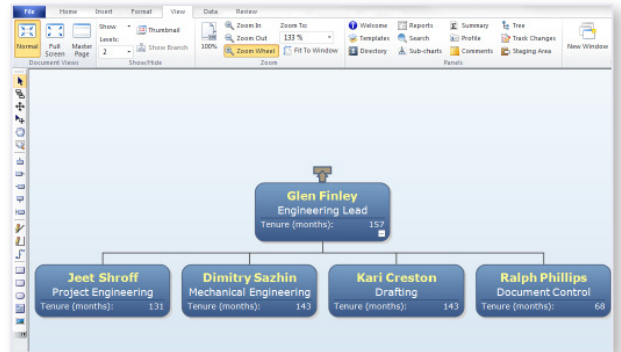 File Home Insert Format View Data Review
Show Levels: 2 Thumbnail Show Branch
100% Zoom In Zoom Out Zoom Wheel Zoom To: 133 % Fit To Window
Welcome Reports Summary Tree
Templates Search Profile Track Changes
Directory Sub-charts Comments Staging Area
New Window
Normal Full Screen Master Page
Document Views Show/Hide Zoom Panels
Glen Finley
Engineering Lead
Tenure (months): 157
Jeet Shroff
Project Engineering
Tenure (months): 131
Dimitry Sazhin
Mechanical Engineering
Tenure (months): 143
Kari Creston
Drafting
Tenure (months): 143
Ralph Phillips
Document Control
Tenure (months): 68